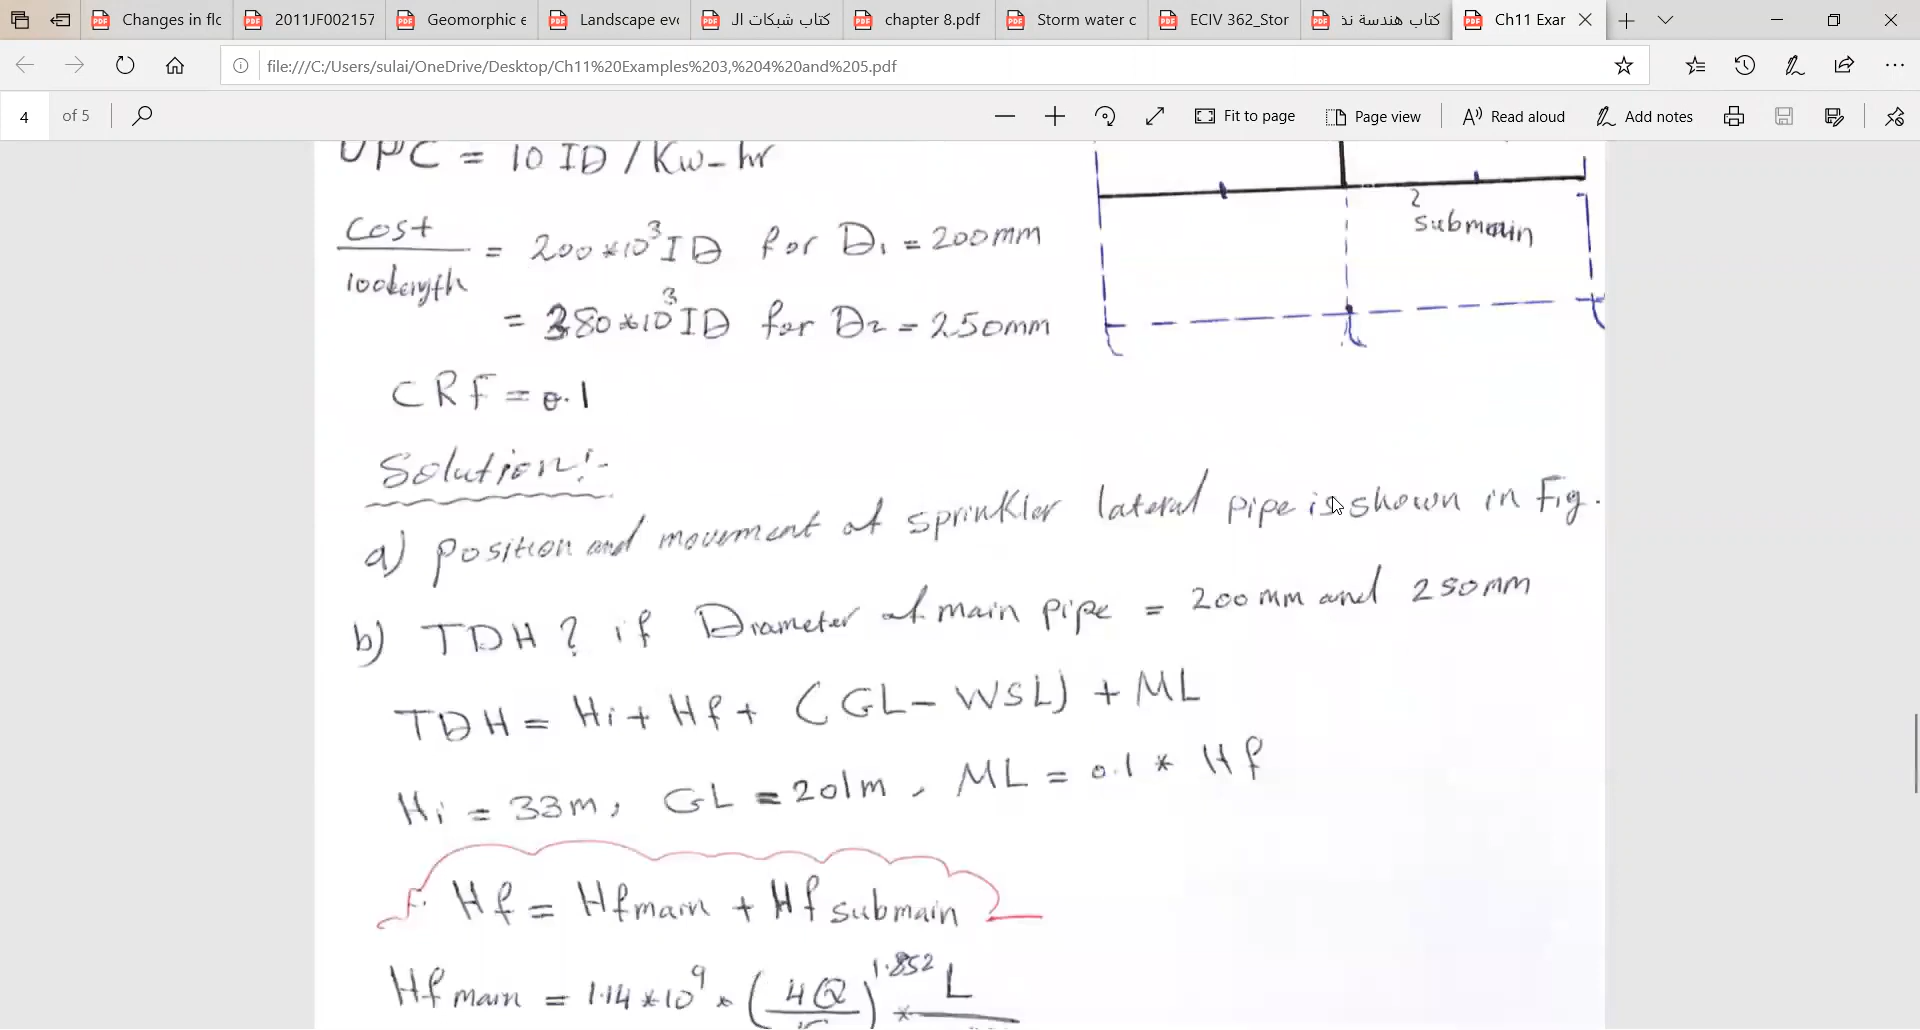 Changes in flo
2011JF002157
Geomorphic e
Landscape evo
كتاب شبكات ال
chapter 8.pdf
Storm water c
ECIV 362_Stor
كتاب هندسة نظ
Ch11 Exar
file:///C:/Users/sulai/OneDrive/Desktop/Ch11%20Examples%203,%204%20and%205.pdf
4 of 5
Fit to page
Page view
Read aloud
Add notes
UPC = 10 ID / Kw-hr
2
submain
Cost
= 200*10³ ID for D₁ = 200mm
100length
= 380*10³ ID for D₂ = 250mm
CRF = 0.1
Solution:-
a) position and movement of sprinkler lateral pipe is shown in Fig.
b) TDH? if Diameter of main pipe = 200 mm and 250mm
TDH = Hi + Hf + (GL - WSL) + ML
Hi = 33m, GL = 201m, ML = 0.1 * Hf
Hf = Hfmain + Hf submain
Hf main = 1.14*10⁹ * (4Q)^1.852 * L